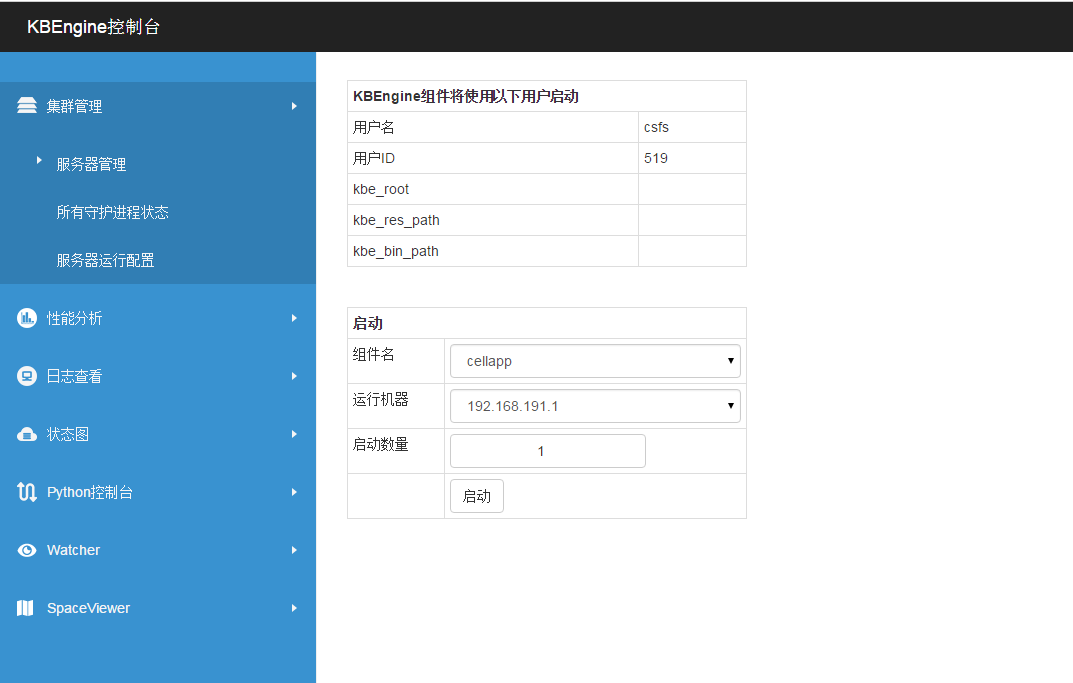 KBEngine控制台
集群管理
服务器管理
所有守护进程状态
服务器运行配置
性能分析
日志查看
状态图
Python控制台
Watcher
SpaceViewer
KBEngine组件将使用以下用户启动
用户名 csfs
用户ID 519
kbe_root
kbe_res_path
kbe_bin_path
启动
组件名 cellapp
运行机器 192.168.191.1
启动数量 1
启动